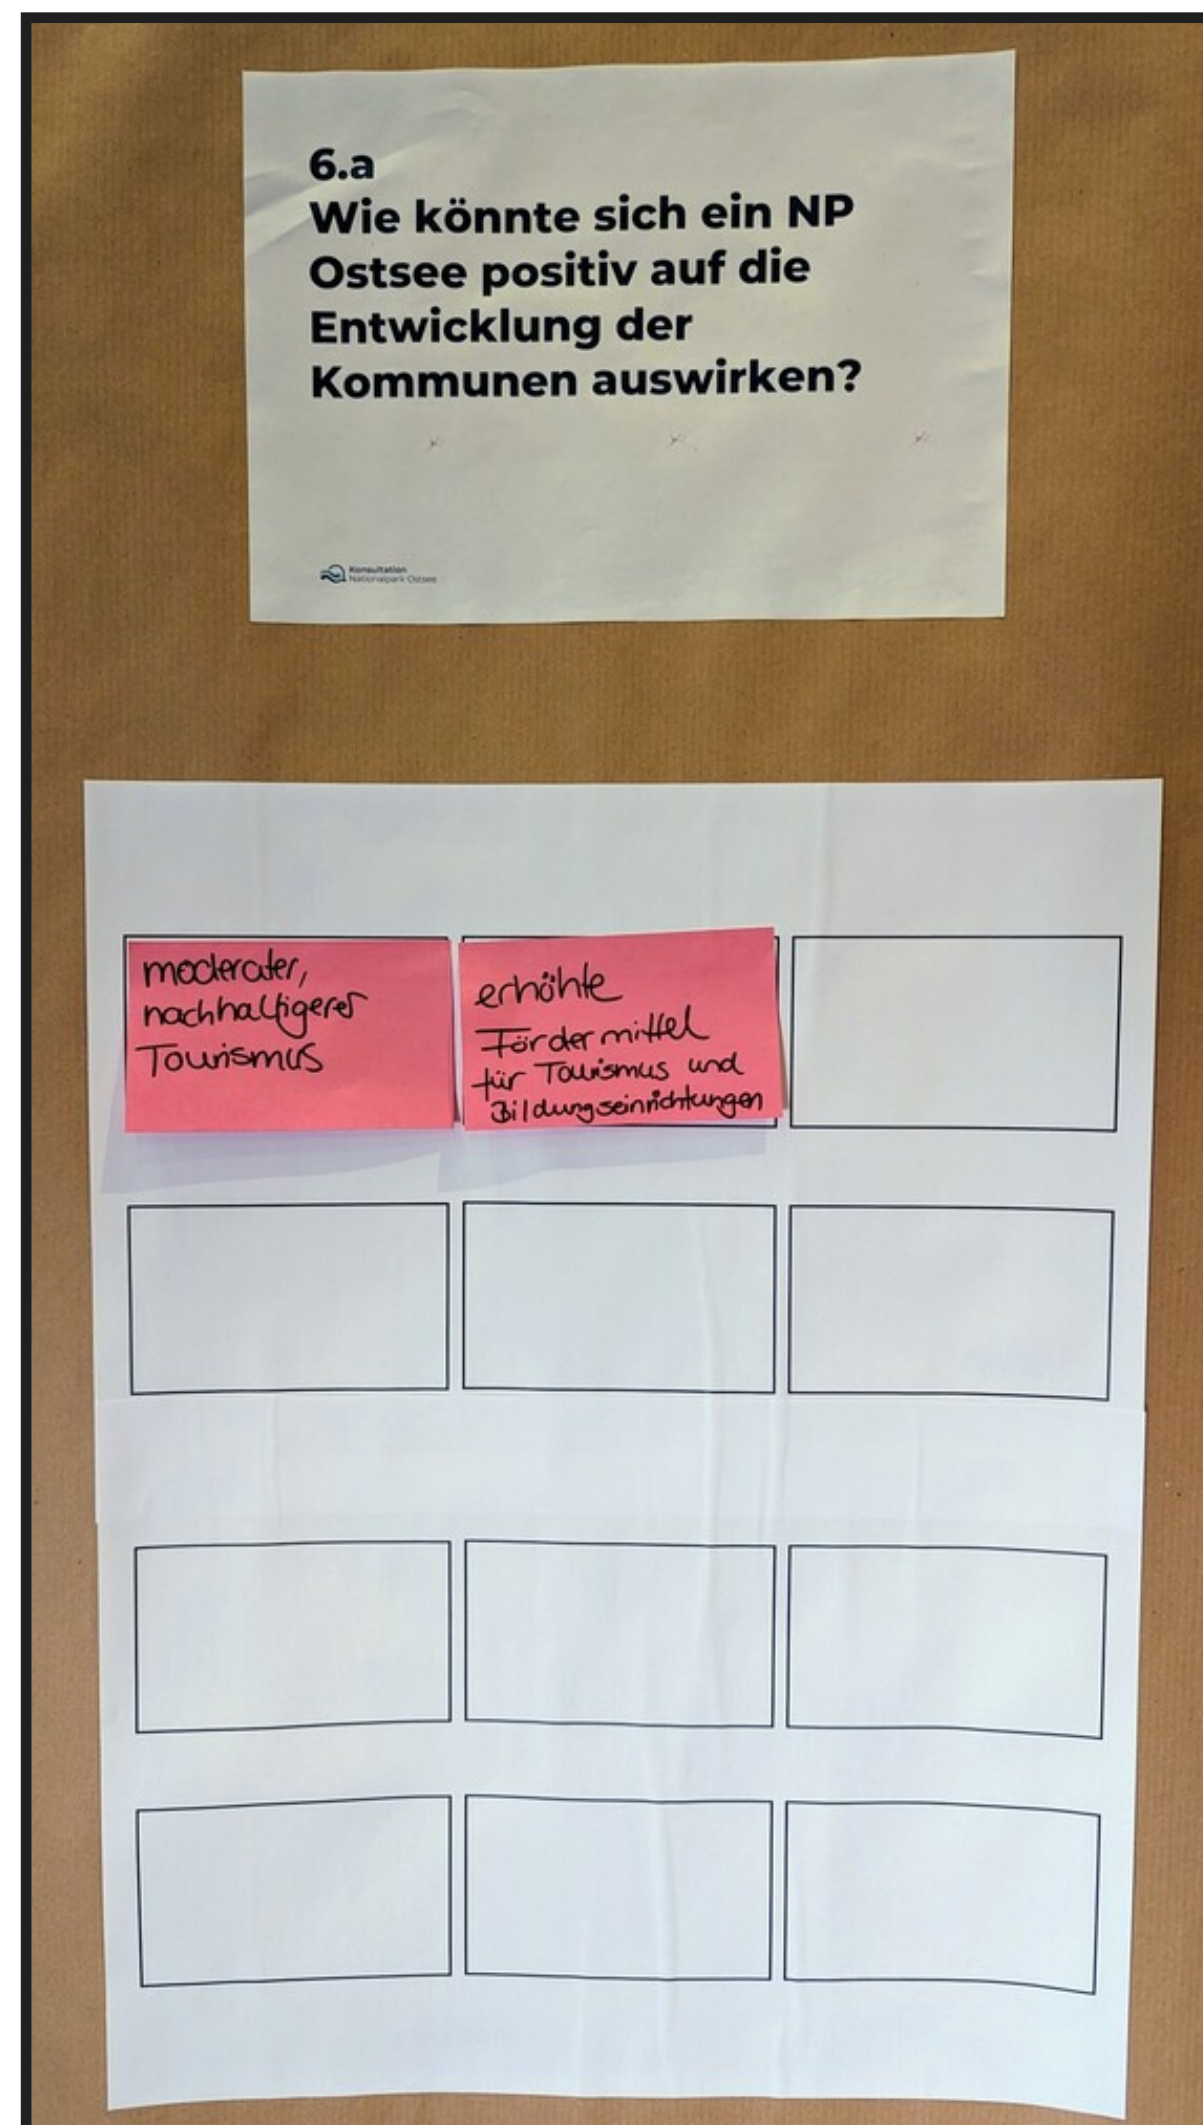 6.a
Wie könnte sich ein NP
Ostsee positiv auf die
Entwicklung der
Kommunen auswirken?
Konsultation
Nationalpark Ostsee
moderater,
nachhaltigerer
Tourismus
erhöhte
Fördermittel
für Tourismus und
Bildungseinrichtungen